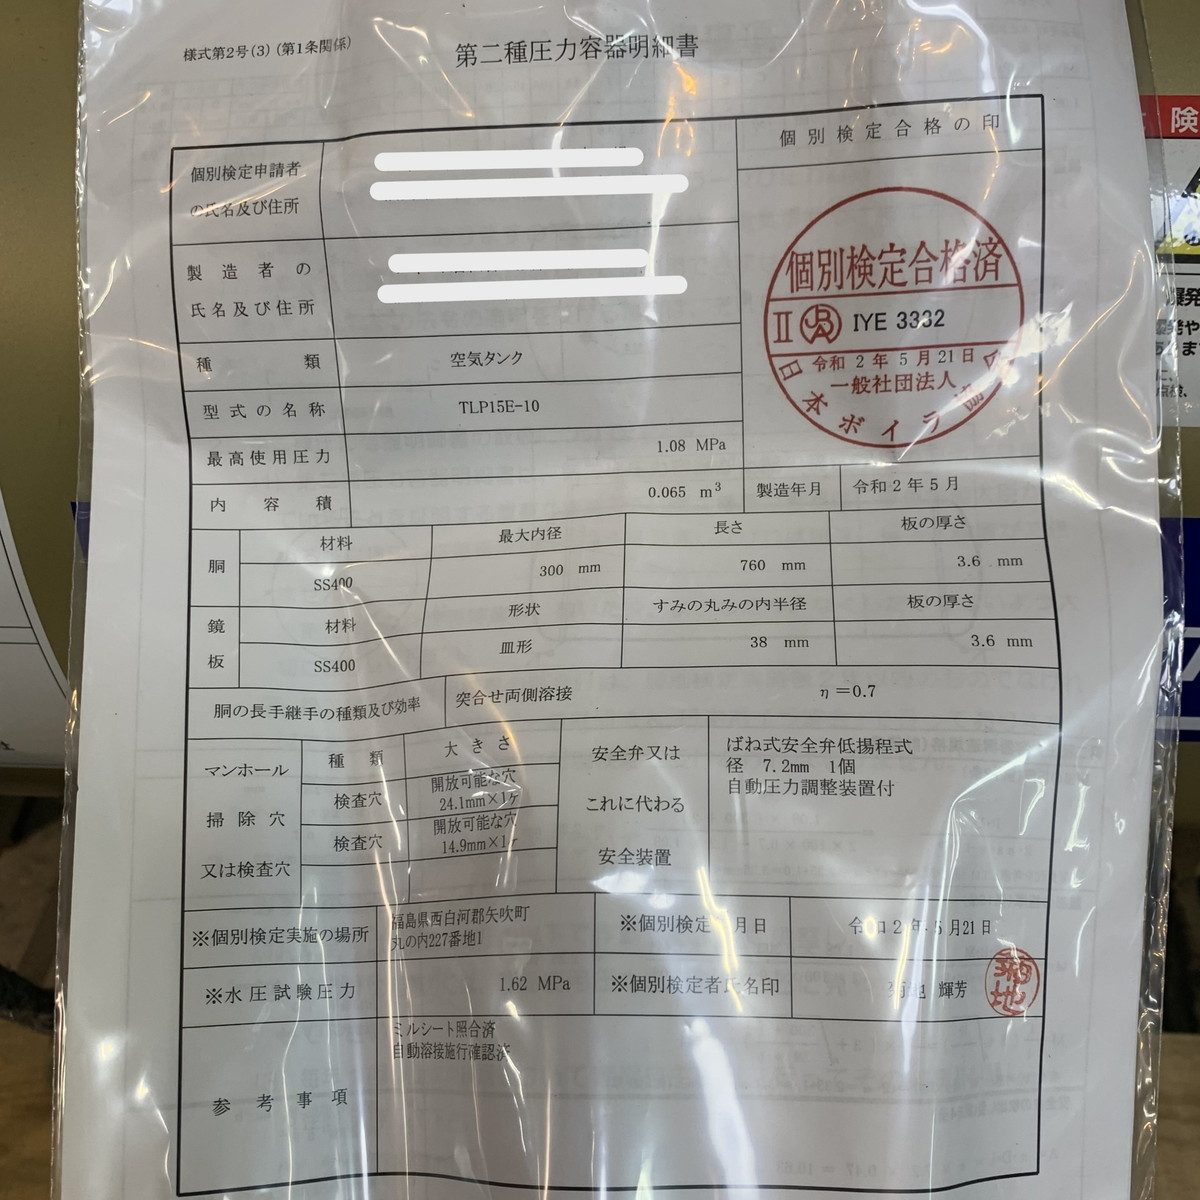 様式第2号(3) (第1条関係)
第二種圧力容器明細書
個別検定申請者
の氏名及び住所
個別検定合格の印
製造者の
氏名及び住所
個別検定合格済
II JBA IYE 3332
令和2年5月21日
一般社団法人
日本ボイラ協会
種類 空気タンク
型式の名称 TLP15E-10
最高使用圧力 1.08 MPa
内容積 0.065 m³ 製造年月 令和2年5月
胴 材料 最大内径 長さ 板の厚さ
SS400 300 mm 760 mm 3.6 mm
鏡板 材料 形状 すみの丸みの内半径 板の厚さ
SS400 皿形 38 mm 3.6 mm
胴の長手継手の種類及び効率 突合せ両側溶接 η=0.7
マンホール
掃除穴
又は検査穴
種類 大きさ
検査穴 開放可能な穴
24.1mm×1ヶ
検査穴 開放可能な穴
14.9mm×1ヶ
安全弁又は
これに代わる
安全装置
ばね式安全弁低揚程式
径 7.2mm 1個
自動圧力調整装置付
※個別検定実施の場所 福島県西白河郡矢吹町
丸の内227番地1
※個別検定 月日 令和2年5月21日
※水圧試験圧力 1.62 MPa ※個別検定者氏名印 菊地 輝芳
菊地
参考事項
ミルシート照合済
自動溶接施行確認済
険
爆発